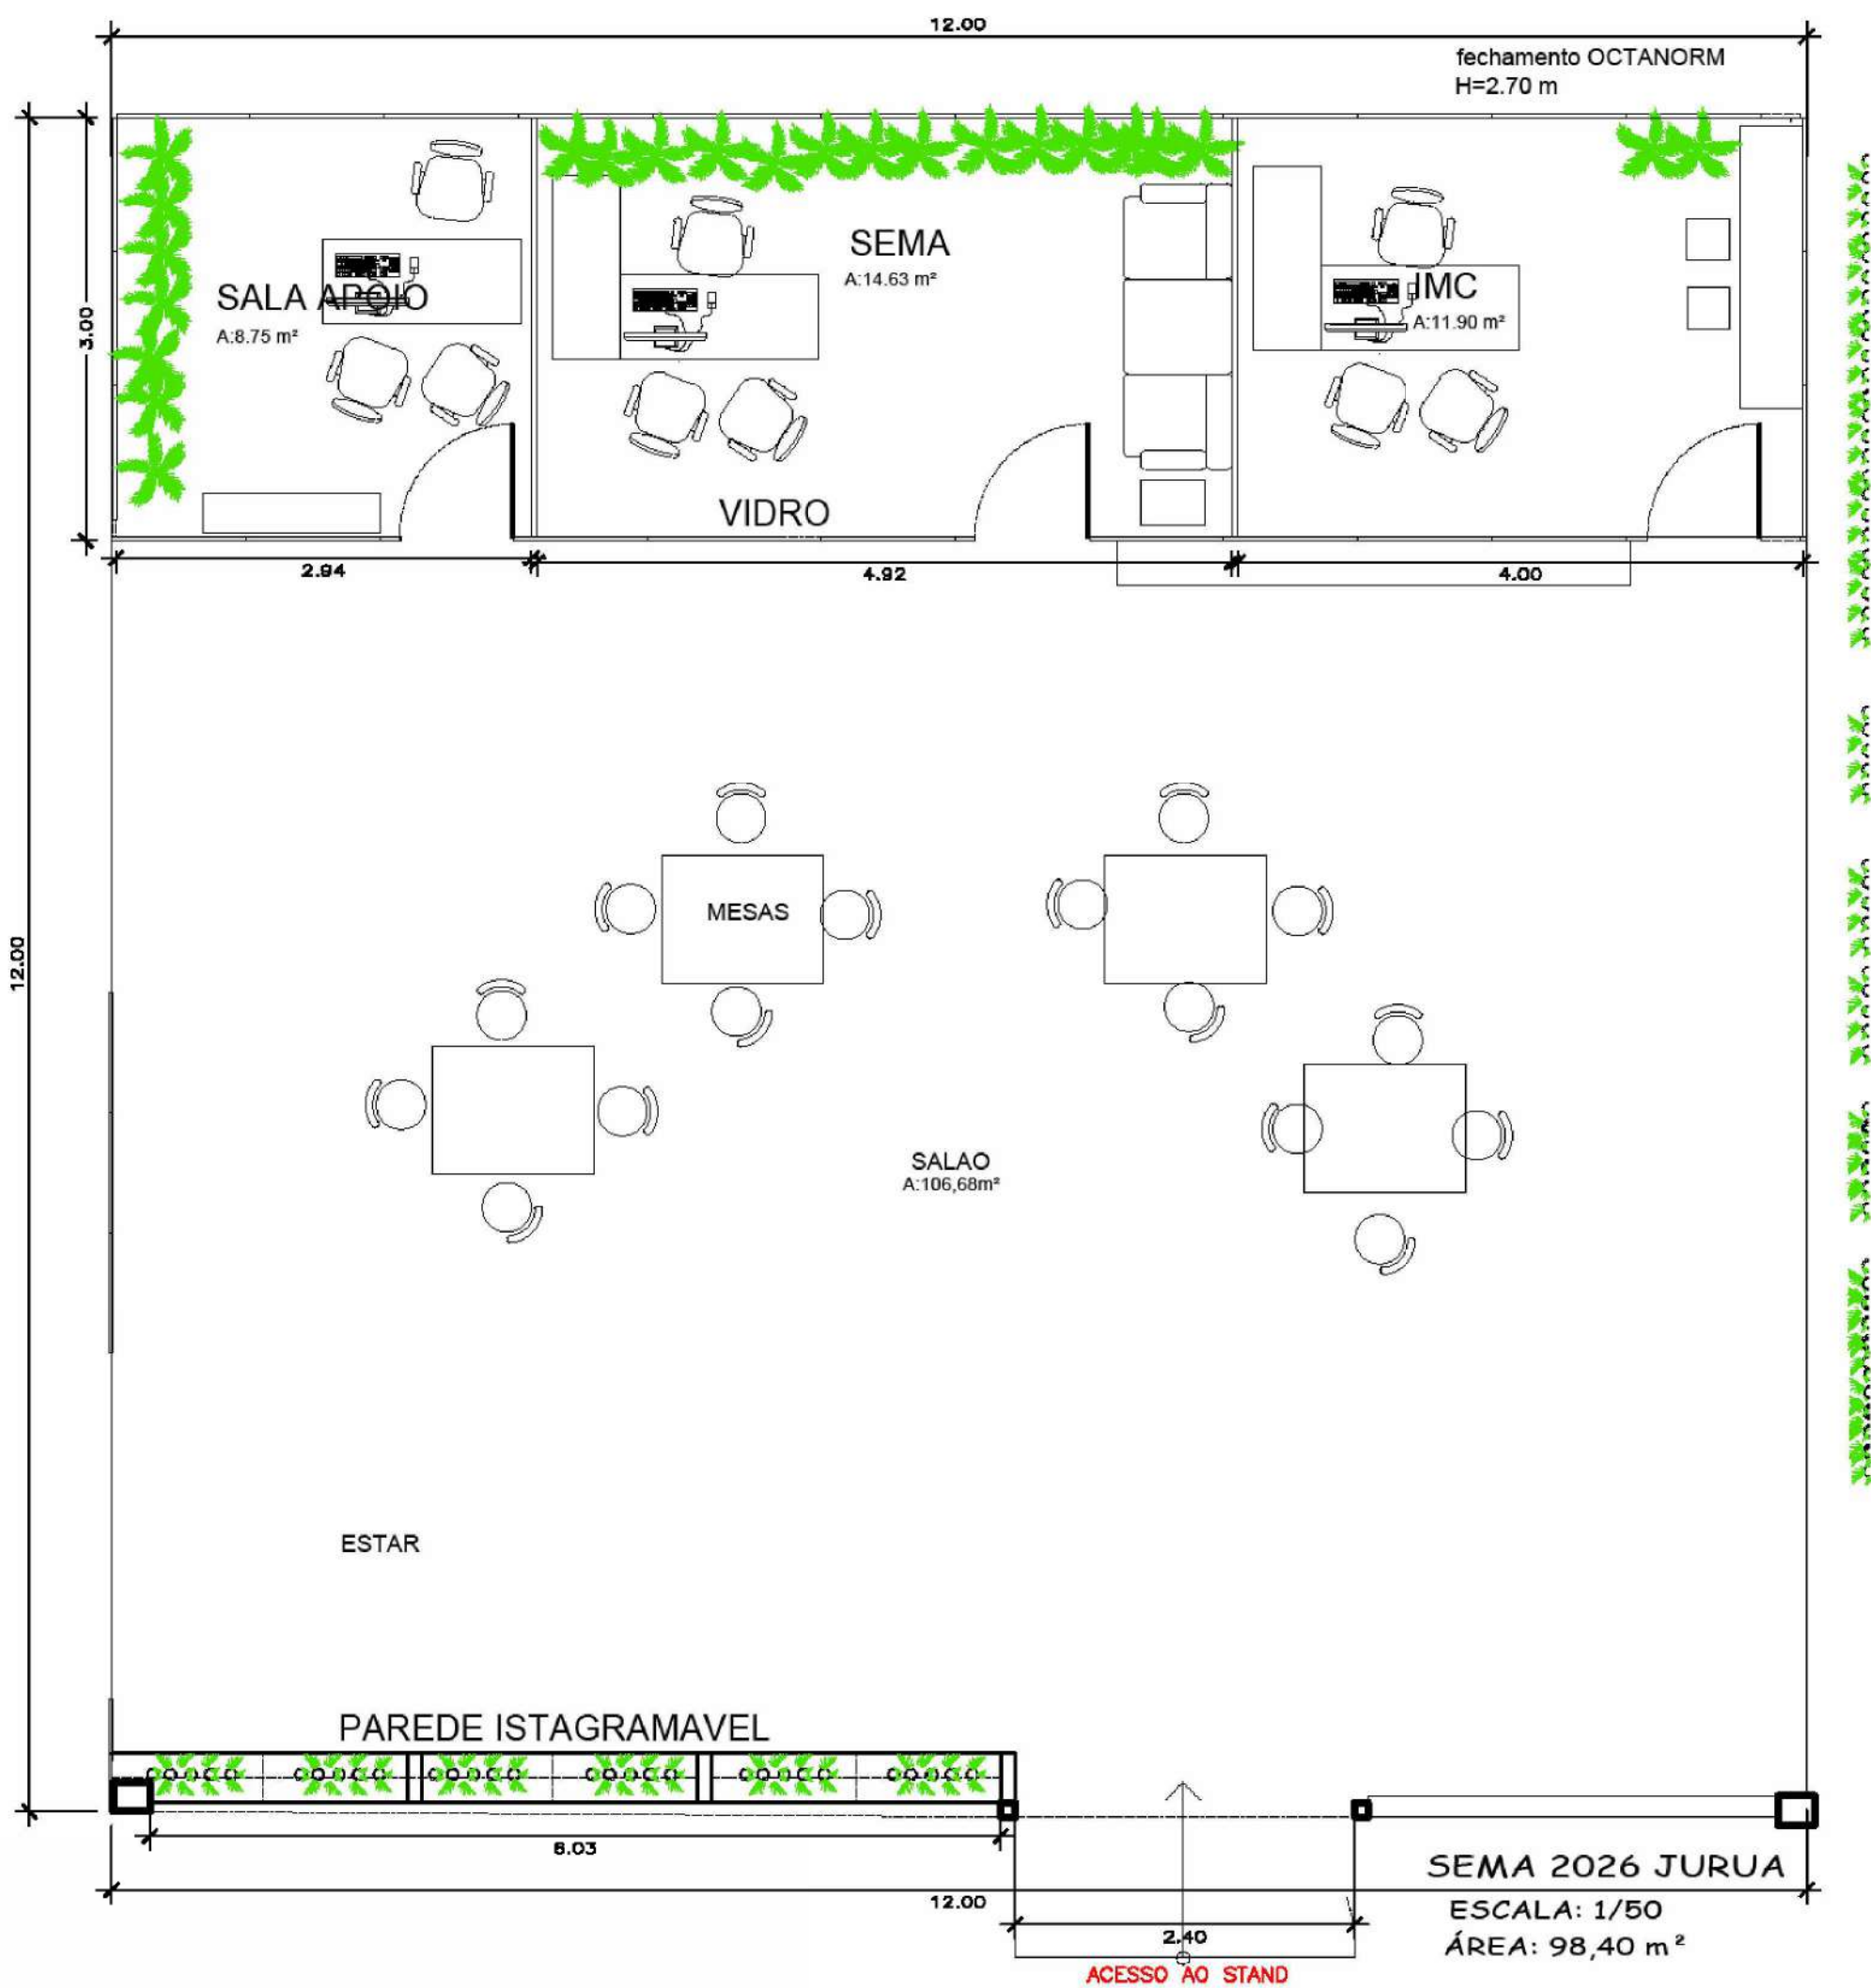 12.00
fechamento OCTANORM
H=2.70 m
3.00
SALA APOIO
A:8.75 m²
SEMA
A:14.63 m²
IMC
A:11.90 m²
VIDRO
2.94
4.92
4.00
12.00
MESAS
SALAO
A:106,68m²
ESTAR
PAREDE ISTAGRAMAVEL
6.03
12.00
2.40
ACESSO AO STAND
SEMA 2026 JURUA
ESCALA: 1/50
ÁREA: 98,40 m²